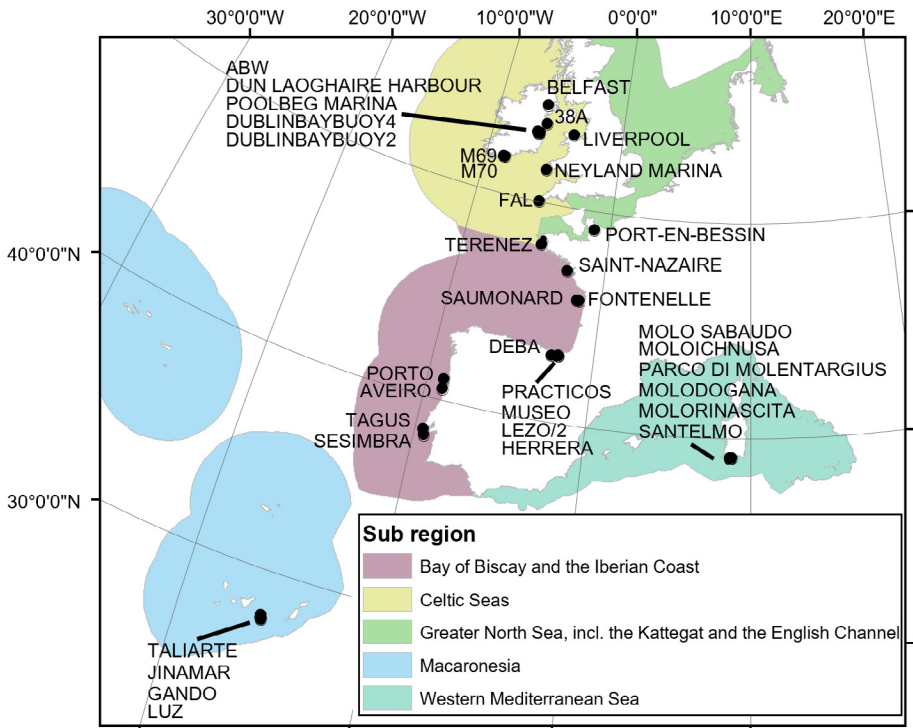 30°0'0"W
20°0'0"W
10°0'0"W
0°0'0"
10°0'0"E
20°0'0"E
ABW
DUN LAOGHAIRE HARBOUR
POOLBEG MARINA
DUBLINBAYBUOY4
DUBLINBAYBUOY2
BELFAST
38A
LIVERPOOL
M69
M70
NEYLAND MARINA
FAL
TERENEZ
PORT-EN-BESSIN
40°0'0"N
SAINT-NAZAIRE
SAUMONARD
FONTENELLE
DEBA
MOLO SABAUDO
MOLOICHNUSA
PARCO DI MOLENTARGIUS
MOLODOGANA
MOLORINASCITA
SANTELMO
PORTO
AVEIRO
PRACTICOS
MUSEO
LEZO/2
HERRERA
TAGUS
SESIMBRA
30°0'0"N
Sub region
Bay of Biscay and the Iberian Coast
Celtic Seas
Greater North Sea, incl. the Kattegat and the English Channel
Macaronesia
Western Mediterranean Sea
TALIARTE
JINAMAR
GANDO
LUZ